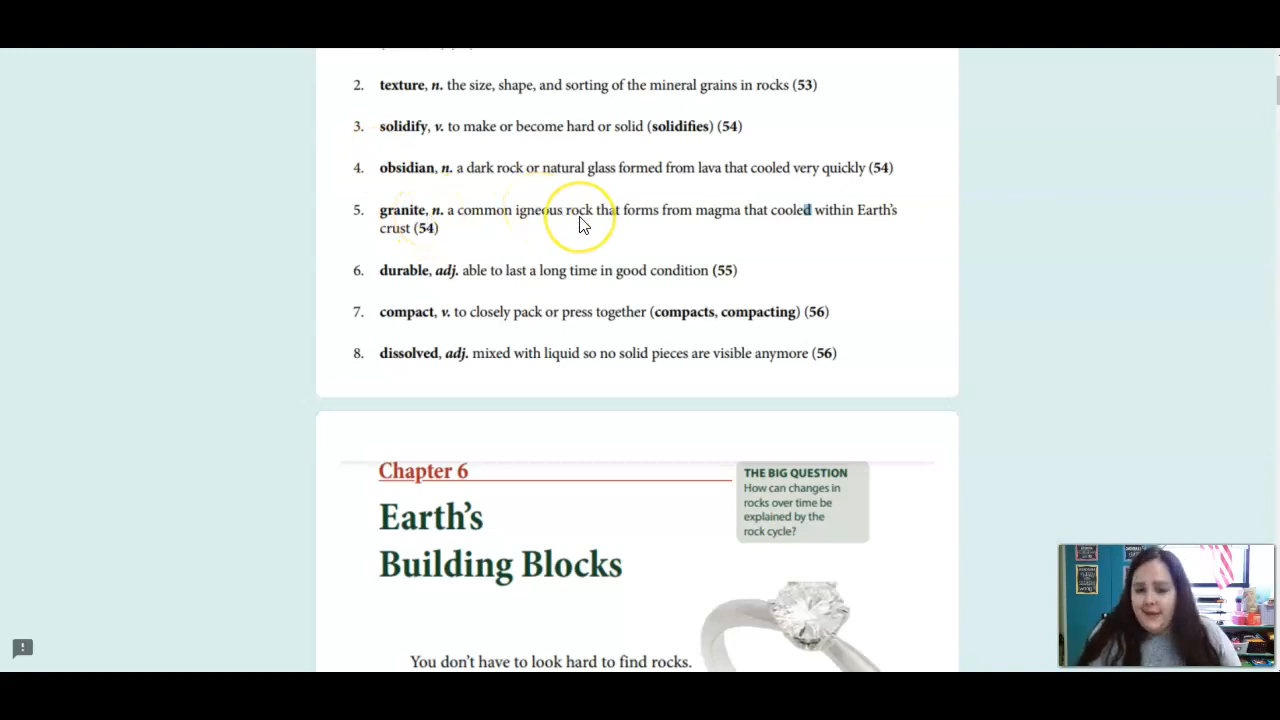 2. texture, n. the size, shape, and sorting of the mineral grains in rocks (53)
3. solidify, v. to make or become hard or solid (solidifies) (54)
4. obsidian, n. a dark rock or natural glass formed from lava that cooled very quickly (54)
5. granite, n. a common igneous rock that forms from magma that cooled within Earth's
crust (54)
6. durable, adj. able to last a long time in good condition (55)
7. compact, v. to closely pack or press together (compacts, compacting) (56)
8. dissolved, adj. mixed with liquid so no solid pieces are visible anymore (56)
Chapter 6
Earth's
Building Blocks
THE BIG QUESTION
How can changes in
rocks over time be
explained by the
rock cycle?
You don't have to look hard to find rocks.